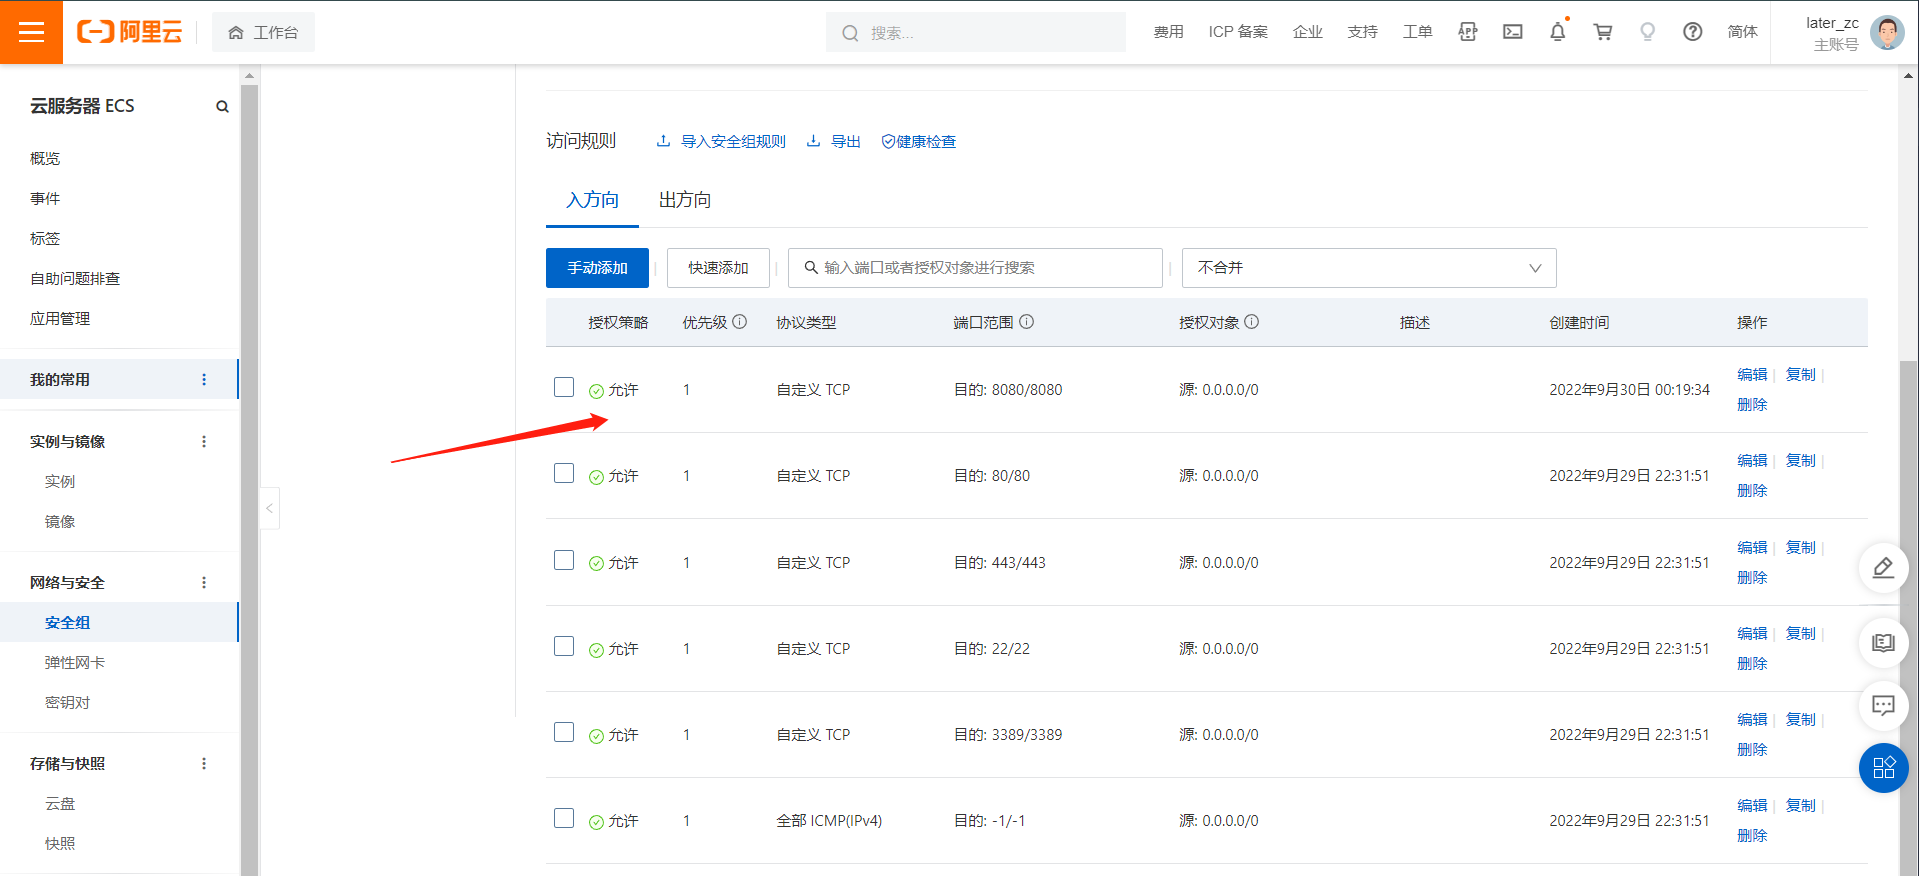 阿里云
工作台
搜索...
费用 ICP 备案 企业 支持 工单 APP 简体
later_zc
主账号
云服务器 ECS
概览
事件
标签
自助问题排查
应用管理
我的常用
实例与镜像
实例
镜像
网络与安全
安全组
弹性网卡
密钥对
存储与快照
云盘
快照
访问规则 导入安全组规则 导出 健康检查
入方向 出方向
手动添加 快速添加 输入端口或者授权对象进行搜索 不合并
授权策略 优先级 协议类型 端口范围 授权对象 描述 创建时间 操作
允许 1 自定义 TCP 目的: 8080/8080 源: 0.0.0.0/0 2022年9月30日 00:19:34 编辑 复制
删除
允许 1 自定义 TCP 目的: 80/80 源: 0.0.0.0/0 2022年9月29日 22:31:51 编辑 复制
删除
允许 1 自定义 TCP 目的: 443/443 源: 0.0.0.0/0 2022年9月29日 22:31:51 编辑 复制
删除
允许 1 自定义 TCP 目的: 22/22 源: 0.0.0.0/0 2022年9月29日 22:31:51 编辑 复制
删除
允许 1 自定义 TCP 目的: 3389/3389 源: 0.0.0.0/0 2022年9月29日 22:31:51 编辑 复制
删除
允许 1 全部 ICMP(IPv4) 目的: -1/-1 源: 0.0.0.0/0 2022年9月29日 22:31:51 编辑 复制
删除